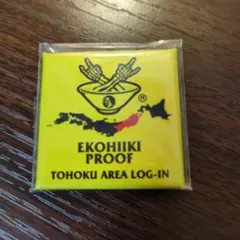 ®
EKOHIIKI
PROOF
TOHOKU AREA LOG-IN